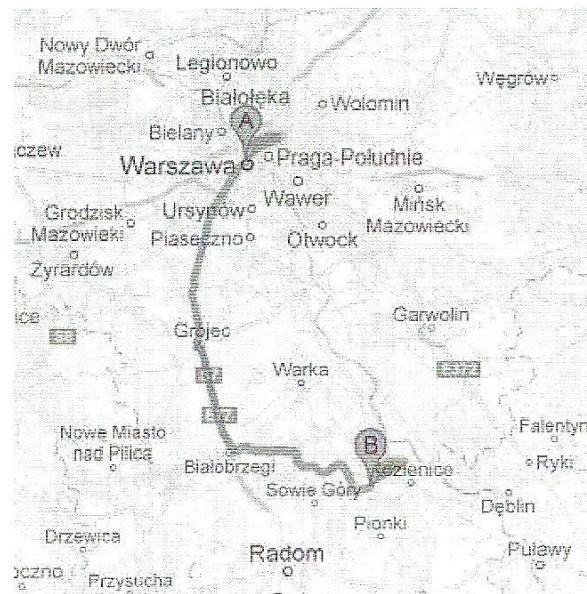 Nowy Dwór
Mazowiecki
Legionowo
Węgrów
Białołęka
Wołomin
A
Bielany
Warszawa
Praga-Południe
Wawer
Mińsk
Mazowiecki
Grodzisk
Mazowiecki
Ursynów
Piaseczno
Otwock
Żyrardów
Grójec
Garwolin
Warka
Nowe Miasto
nad Pilicą
Białobrzegi
B
Kozienice
Falentyn
Ryki
Sowie Góry
Dęblin
Pionki
Drzewica
Radom
Puławy
Przysucha